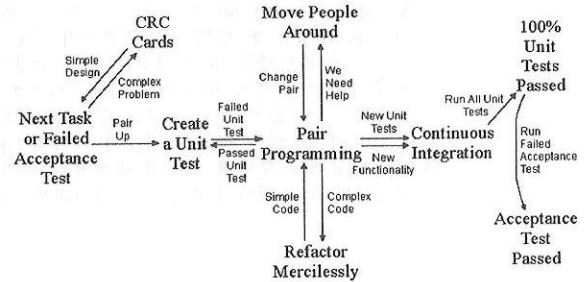 CRC
Cards
Simple
Design
Complex
Problem
Next Task
or Failed
Acceptance
Test
Pair
Up
Create
a Unit
Test
Failed
Unit
Test
Passed
Unit
Test
Move People
Around
Change
Pair
We
Need
Help
Pair
Programming
Simple
Code
Complex
Code
Refactor
Mercilessly
New Unit
Tests
New
Functionality
Continuous
Integration
Run All Unit
Tests
100%
Unit
Tests
Passed
Run
Failed
Acceptance
Test
Acceptance
Test
Passed